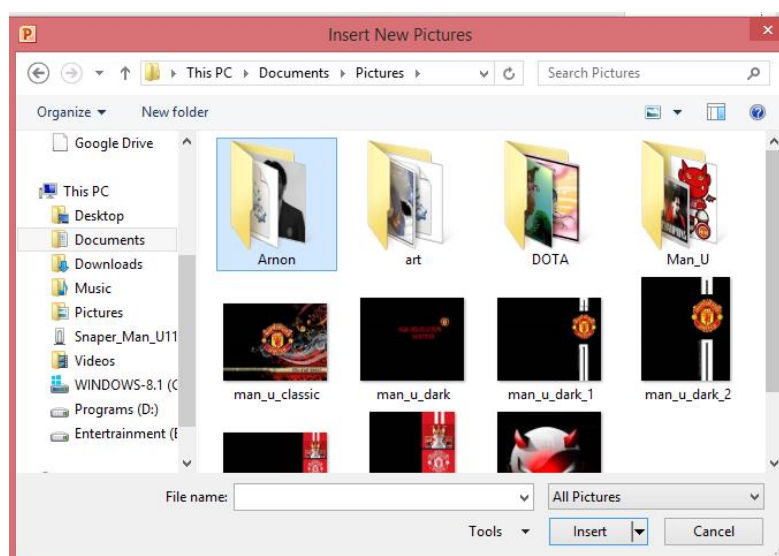 Insert New Pictures
This PC Documents Pictures
Search Pictures
Organize New folder
Google Drive
This PC
Desktop
Documents
Downloads
Music
Pictures
Snaper_Man_U11
Videos
WINDOWS-8.1 (C
Programs (D:)
Entertrainment (E
Arnon art DOTA Man_U
man_u_classic man_u_dark man_u_dark_1 man_u_dark_2
File name:
All Pictures
Tools Insert Cancel